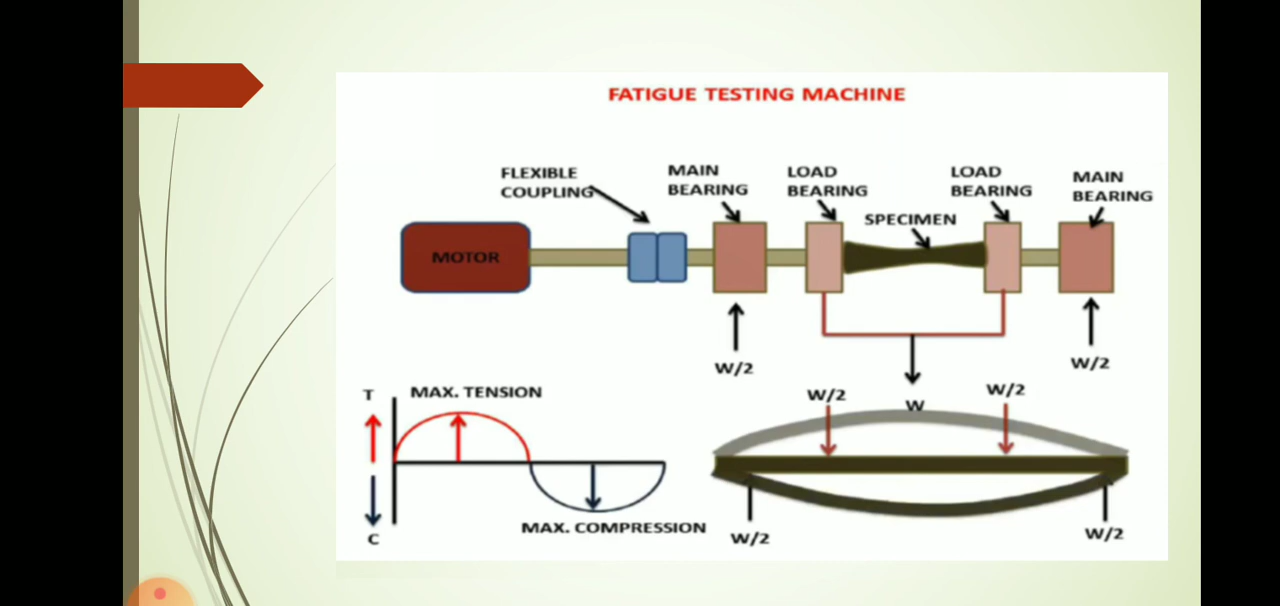 FATIGUE TESTING MACHINE
FLEXIBLE
COUPLING
MAIN
BEARING
LOAD
BEARING
SPECIMEN
LOAD
BEARING
MAIN
BEARING
MOTOR
W/2
W/2
W
T
MAX. TENSION
C
MAX. COMPRESSION
W/2
W/2
W/2
W/2